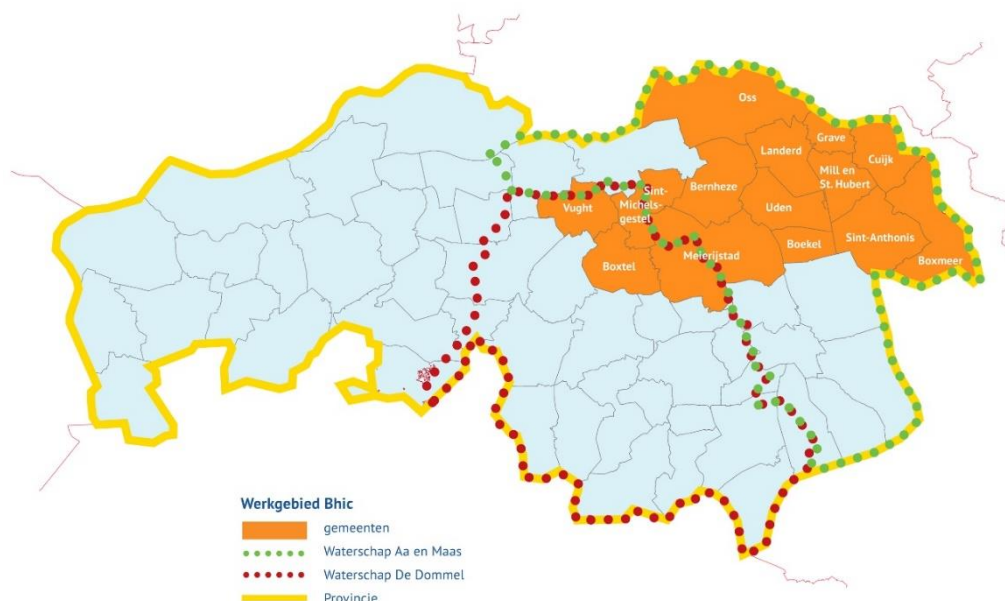 Oss
Grave
Landerd
Cuijk
Mill en
St. Hubert
Sint-
Michels-
gestel
Bernheze
Vught
Uden
Sint-Anthonis
Boekel
Meierijstad
Boxtel
Boxmeer
Werkgebied Bhic
gemeenten
Waterschap Aa en Maas
Waterschap De Dommel
Provincie